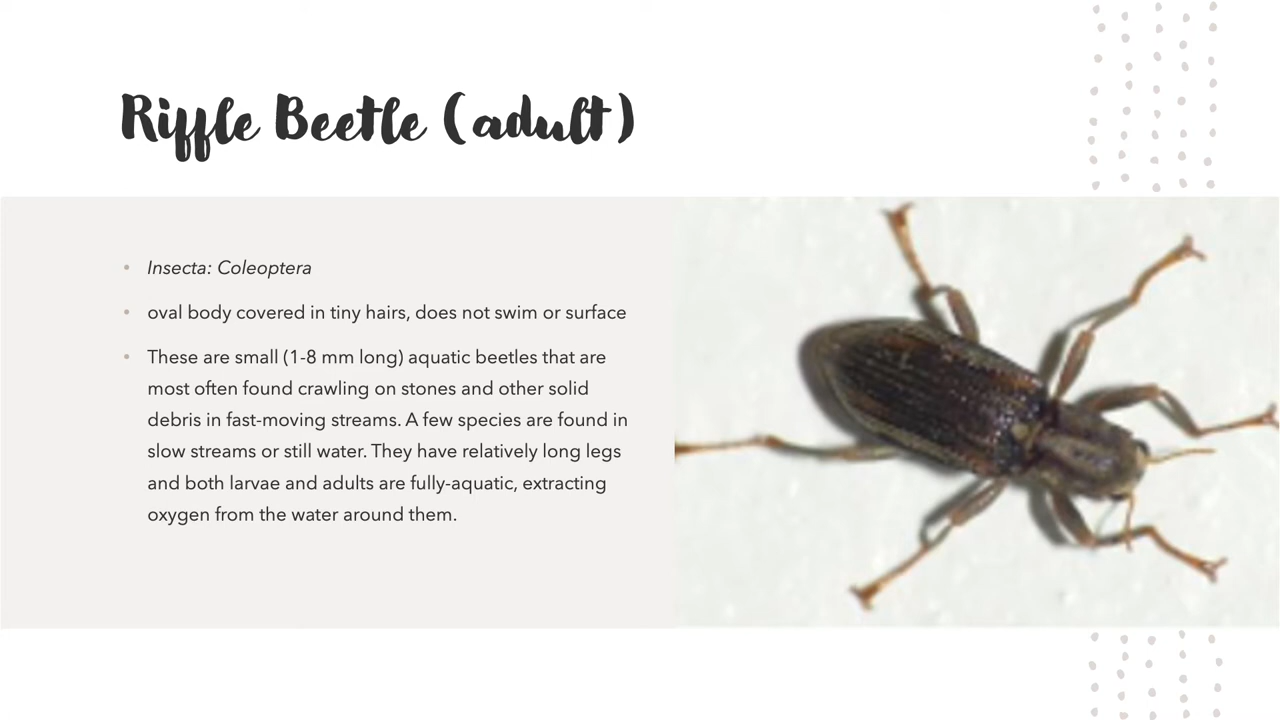 Riffle Beetle (adult)
• Insecta: Coleoptera
• oval body covered in tiny hairs, does not swim or surface
• These are small (1-8 mm long) aquatic beetles that are
most often found crawling on stones and other solid
debris in fast-moving streams. A few species are found in
slow streams or still water. They have relatively long legs
and both larvae and adults are fully-aquatic, extracting
oxygen from the water around them.